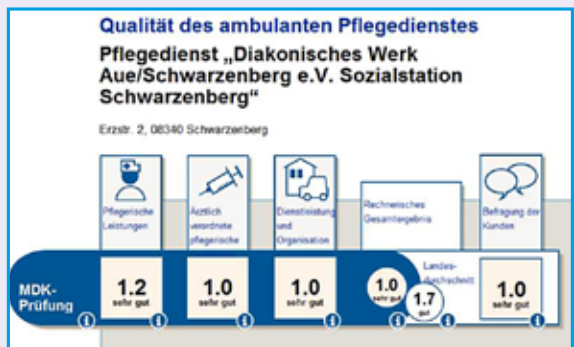 Qualität des ambulanten Pflegedienstes
Pflegedienst „Diakonisches Werk
Aue/Schwarzenberg e.V. Sozialstation
Schwarzenberg“
Erzstr. 2, 08340 Schwarzenberg
Pflegerische
Leistungen
Ärztlich
verordnete
pflegerische
Dienstleistung
und
Organisation
Rechnerisches
Gesamtergebnis
Befragung der
Kunden
MDK-
Prüfung
1.2
sehr gut
1.0
sehr gut
1.0
sehr gut
1.0
sehr gut
Landes-
durchschnitt
1.7
gut
1.0
sehr gut